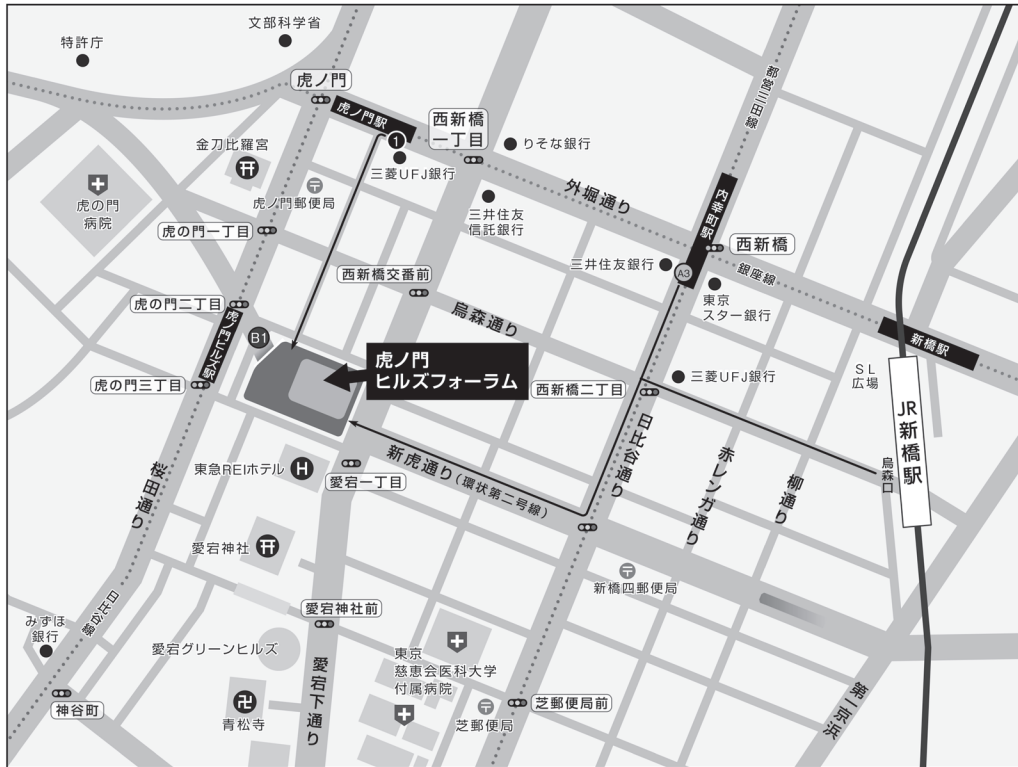 文部科学省
特許庁
虎ノ門
虎ノ門駅
1
西新橋
一丁目
りそな銀行
都営三田線
金刀比羅宮
三菱UFJ銀行
虎ノ門郵便局
虎の門
病院
三井住友
信託銀行
外堀通り
内幸町駅
西新橋
虎の門一丁目
西新橋交番前
三井住友銀行
A3
銀座線
東京
スター銀行
虎の門二丁目
虎ノ門ヒルズ駅
B1
烏森通り
新橋駅
虎ノ門
ヒルズフォーラム
虎の門三丁目
西新橋二丁目
三菱UFJ銀行
SL
広場
JR新橋駅
烏森口
桜田通り
東急REIホテル
H
愛宕一丁目
新虎通り(環状第二号線)
日比谷通り
赤レンガ通り
柳通り
愛宕神社
新橋四郵便局
日比谷線
みずほ
銀行
愛宕神社前
愛宕グリーンヒルズ
東京
慈恵会医科大学
付属病院
愛宕下通り
神谷町
青松寺
芝郵便局
芝郵便局前
第一京浜